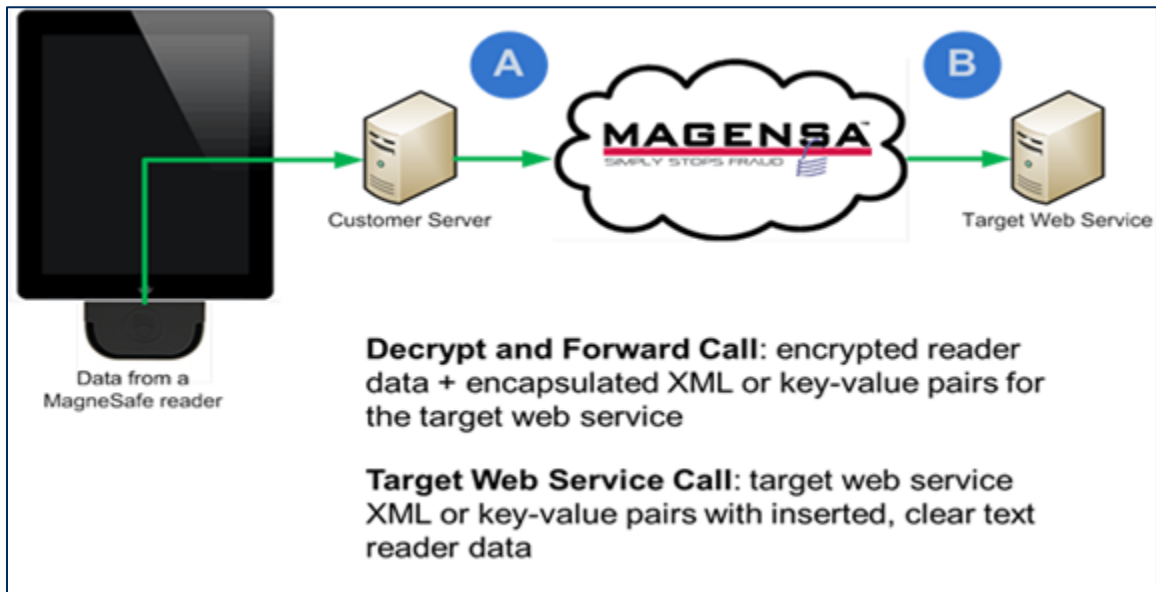 A
B
MAGENSA™
SIMPLY STOPS FRAUD
Customer Server
Target Web Service
Data from a
MagneSafe reader
Decrypt and Forward Call: encrypted reader
data + encapsulated XML or key-value pairs for
the target web service
Target Web Service Call: target web service
XML or key-value pairs with inserted, clear text
reader data